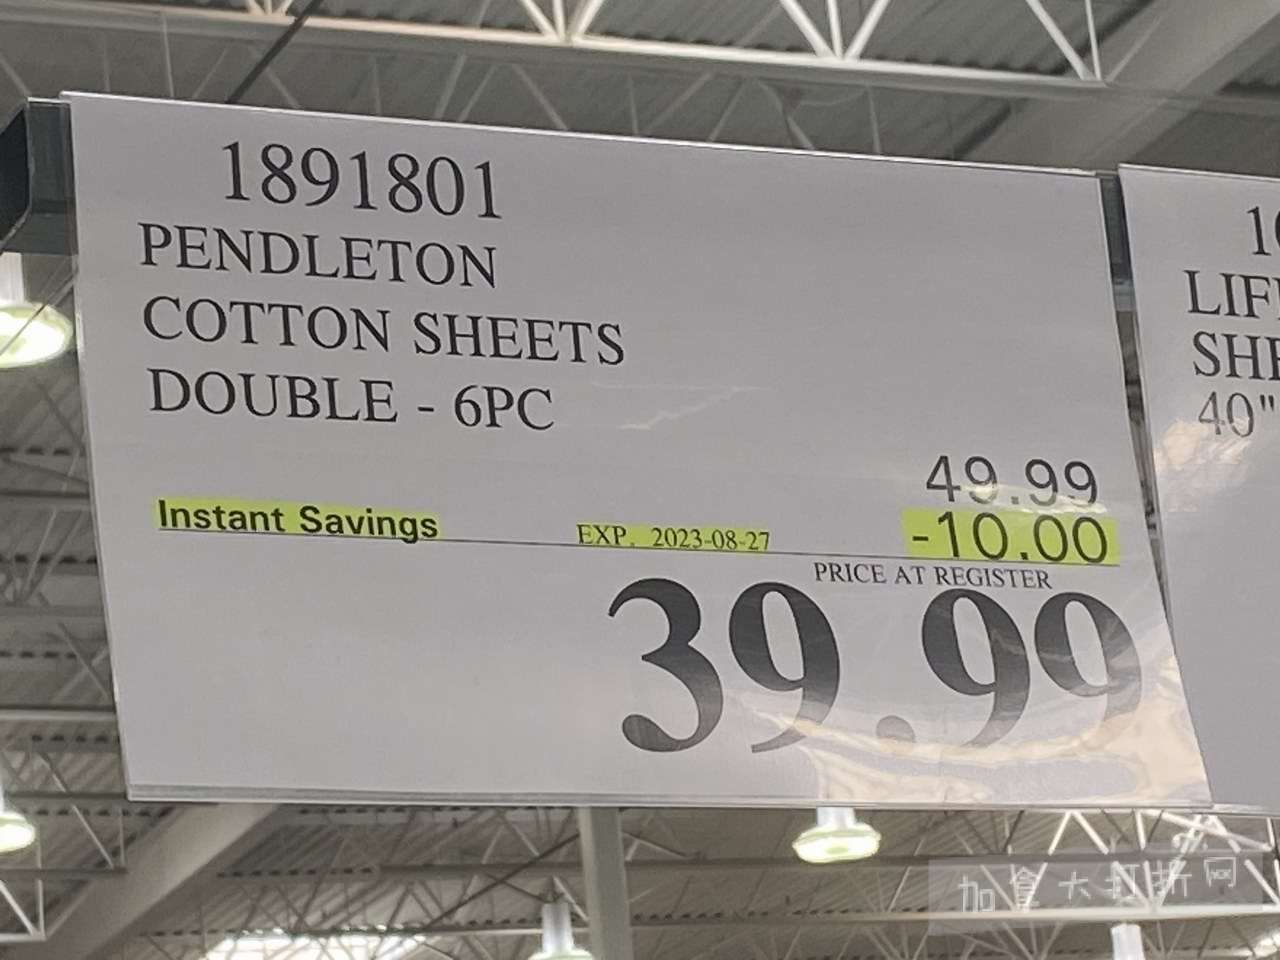 1891801
PENDLETON
COTTON SHEETS
DOUBLE - 6PC
49.99
Instant Savings EXP. 2023-08-27 -10.00
PRICE AT REGISTER
39.99
40"
加拿大打折网